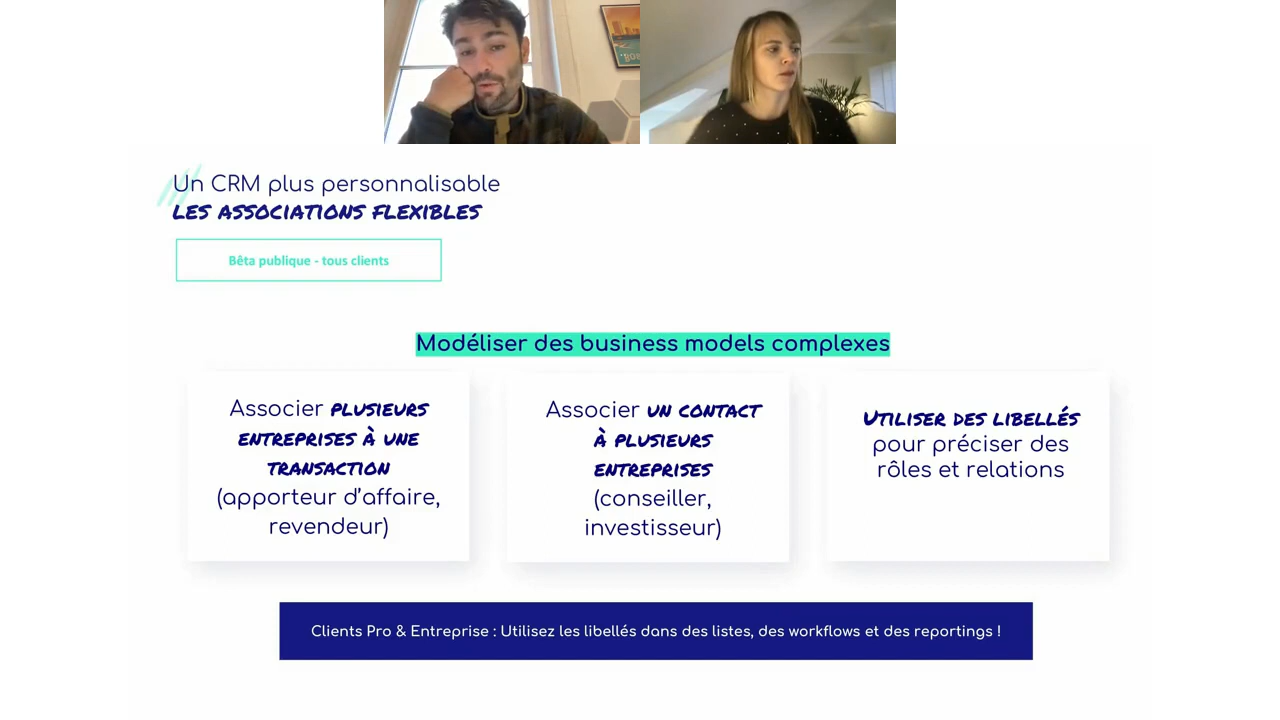 Un CRM plus personnalisable
LES ASSOCIATIONS FLEXIBLES
Bêta publique - tous clients
Modéliser des business models complexes
Associer PLUSIEURS
ENTREPRISES À UNE
TRANSACTION
(apporteur d'affaire,
revendeur)
Associer UN CONTACT
À PLUSIEURS
ENTREPRISES
(conseiller,
investisseur)
UTILISER DES LIBELLÉS
pour préciser des
rôles et relations
Clients Pro & Entreprise : Utilisez les libellés dans des listes, des workflows et des reportings !